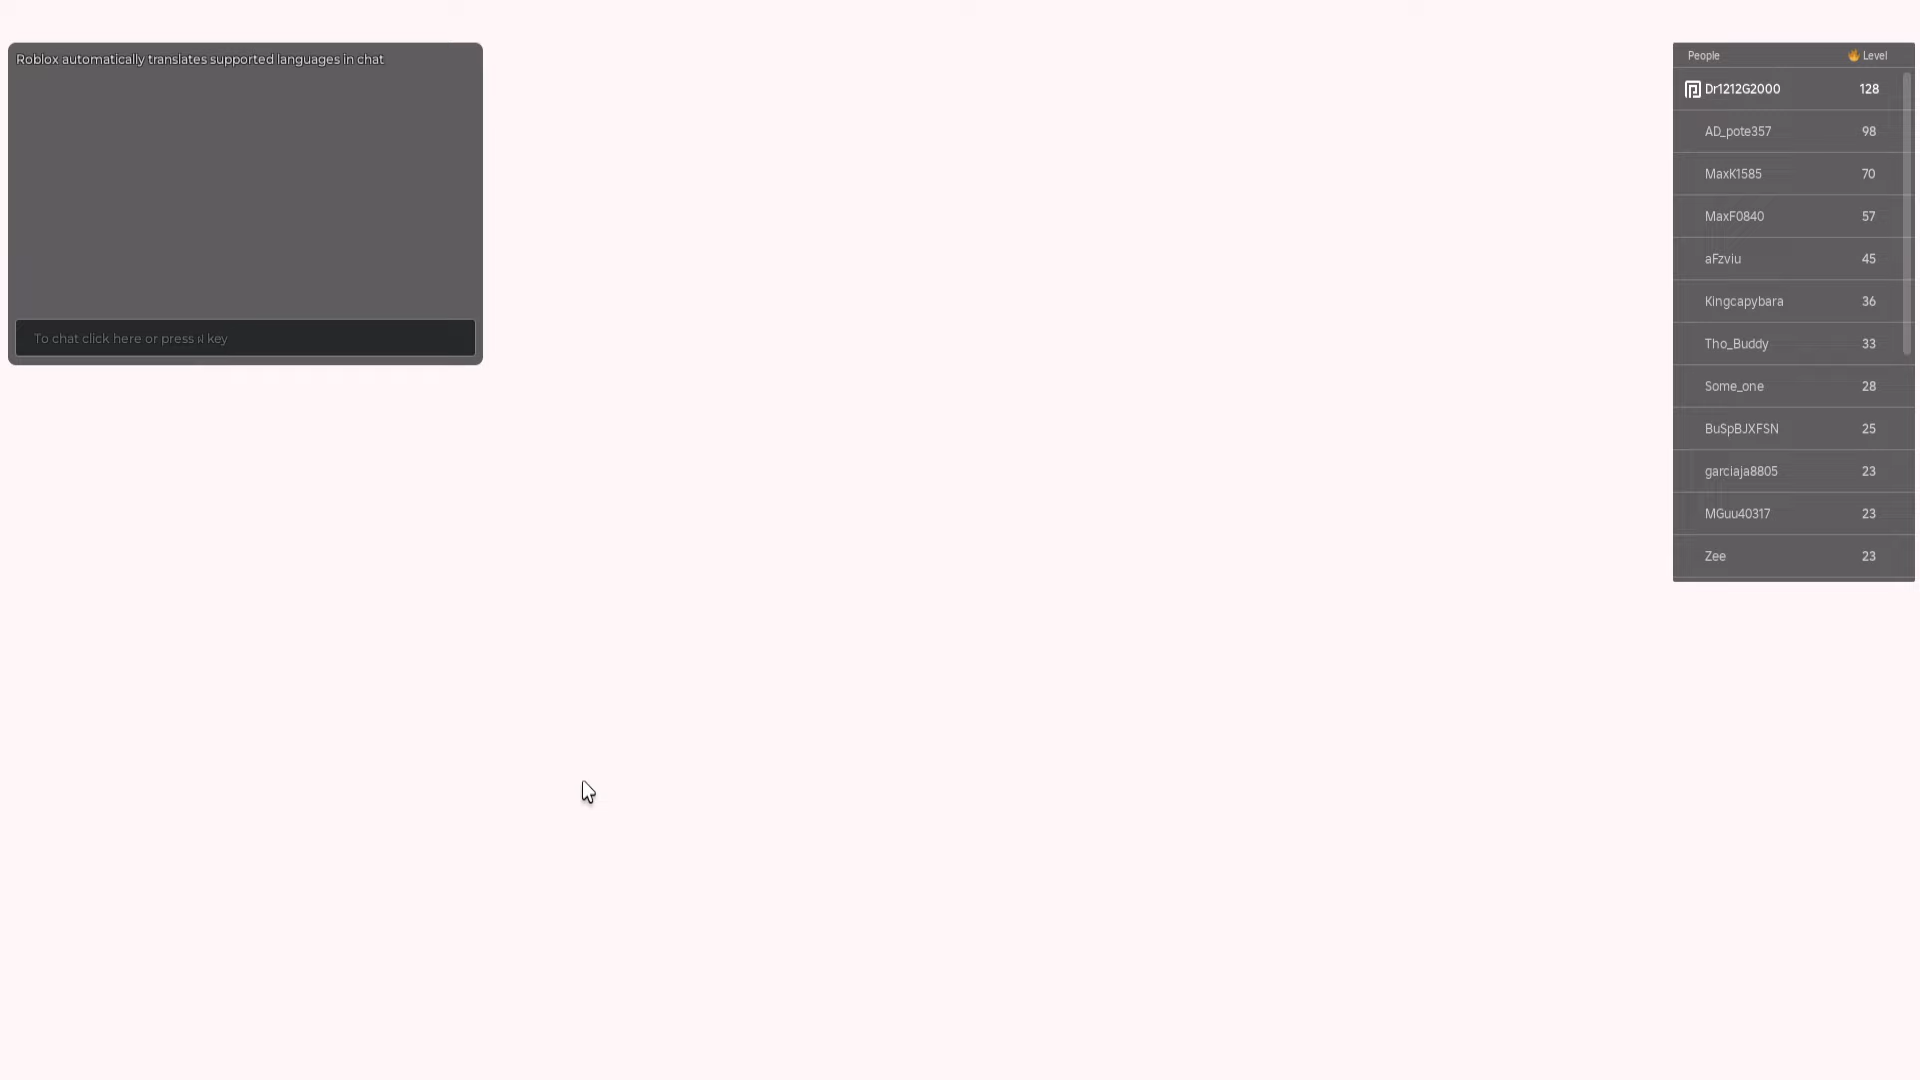 Roblox automatically translates supported languages in chat
To chat click here or press key
People Level
Dr1212G2000 128
AD_pote357 98
MaxK1585 70
MaxF0840 57
aFzviu 45
Kingcapybara 36
Tho_Buddy 33
Some_one 28
BuSpBJXFSN 25
garciaja8805 23
MGuu40317 23
Zee 23